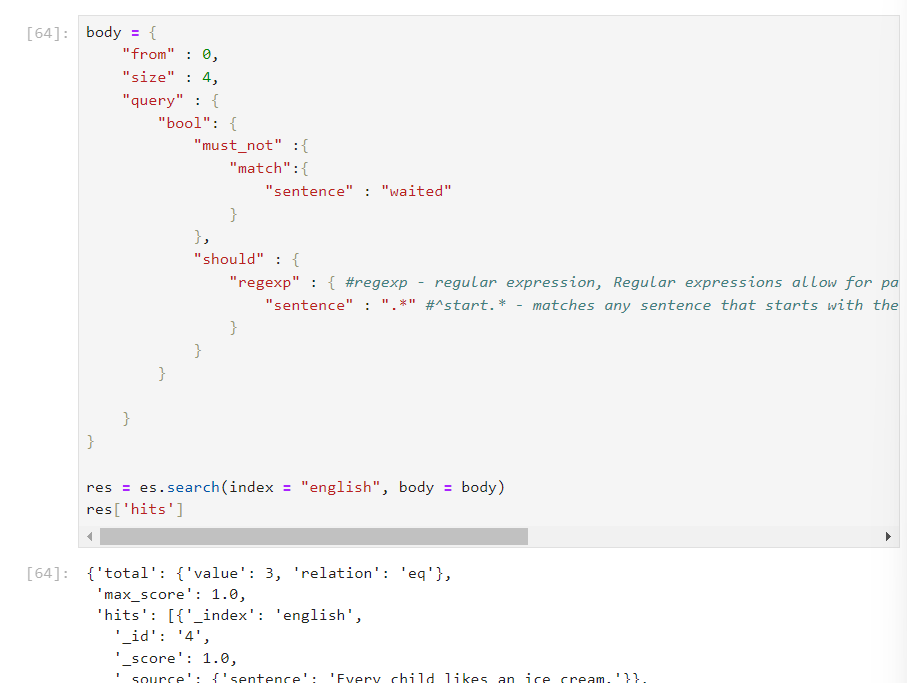 [64]: body = {
    "from" : 0,
    "size" : 4,
    "query" : {
        "bool": {
            "must_not" :{
                "match":{
                    "sentence" : "waited"
                }
            },
            "should" : {
                "regexp" : { #regexp - regular expression, Regular expressions allow for pa
                    "sentence" : ".*" #^start.* - matches any sentence that starts with the
                }
            }
        }

    }
}

res = es.search(index = "english", body = body)
res['hits']
[64]: {'total': {'value': 3, 'relation': 'eq'},
 'max_score': 1.0,
 'hits': [{'_index': 'english',
   '_id': '4',
   '_score': 1.0,
   '_source': {'sentence': 'Every child likes an ice cream.'}},